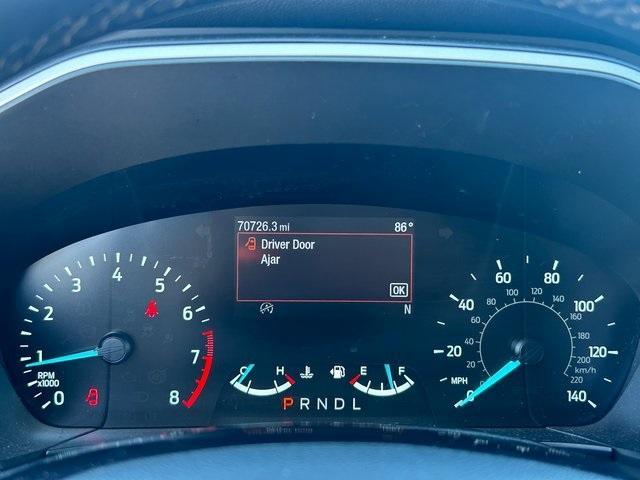 70726.3 mi 86°
Driver Door
Ajar
OK
N
0 1 2 3 4 5 6 7 8
RPM
x1000
C H E F
P R N D L
0 20 40 60 80 100 120 140
MPH
20 40 60 80 100 120 140 160 180 200 220
km/h